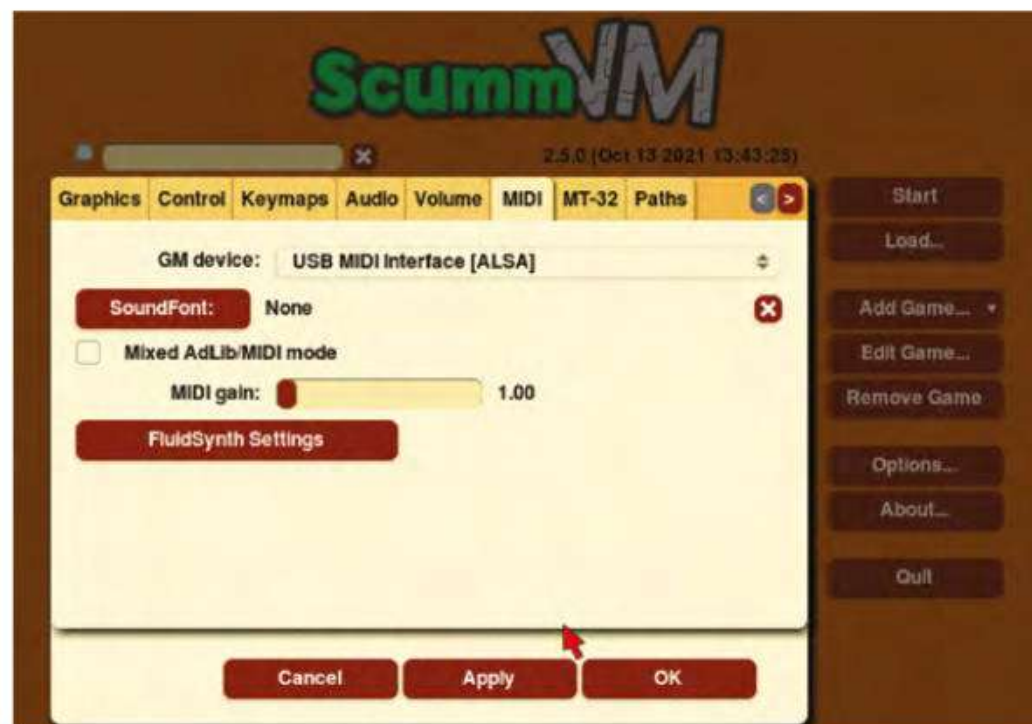 ScummVM
2.5.0 (Oct 13 2021 13:43:25)
Graphics Control Keymaps Audio Volume MIDI MT-32 Paths < >
GM device: USB MIDI Interface [ALSA]
SoundFont: None
Mixed AdLib/MIDI mode
MIDI gain: 1.00
FluidSynth Settings
Cancel Apply OK
Start
Load...
Add Game...
Edit Game...
Remove Game
Options...
About...
Quit